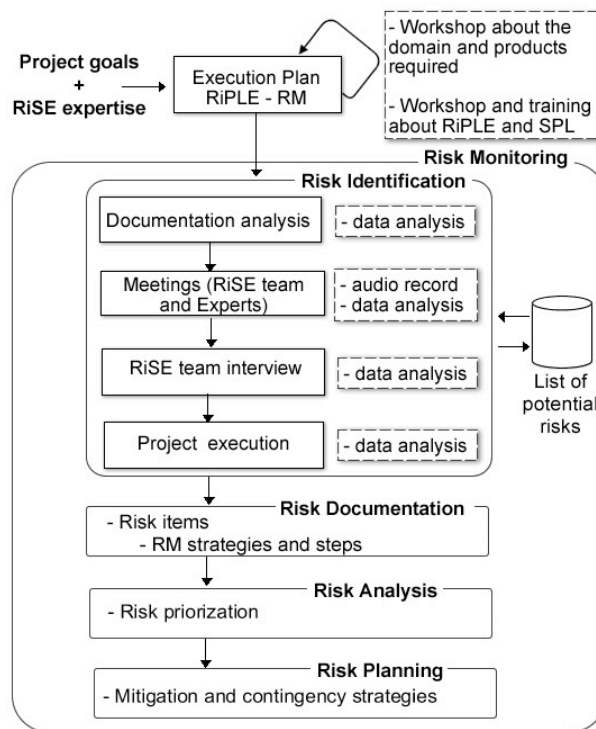 Project goals
+
RiSE expertise
Execution Plan
RiPLE - RM
- Workshop about the
domain and products
required
- Workshop and training
about RiPLE and SPL
Risk Monitoring
Risk Identification
Documentation analysis
- data analysis
Meetings (RiSE team
and Experts)
- audio record
- data analysis
RiSE team interview
- data analysis
Project execution
- data analysis
List of
potential
risks
Risk Documentation
- Risk items
- RM strategies and steps
Risk Analysis
- Risk priorization
Risk Planning
- Mitigation and contingency strategies